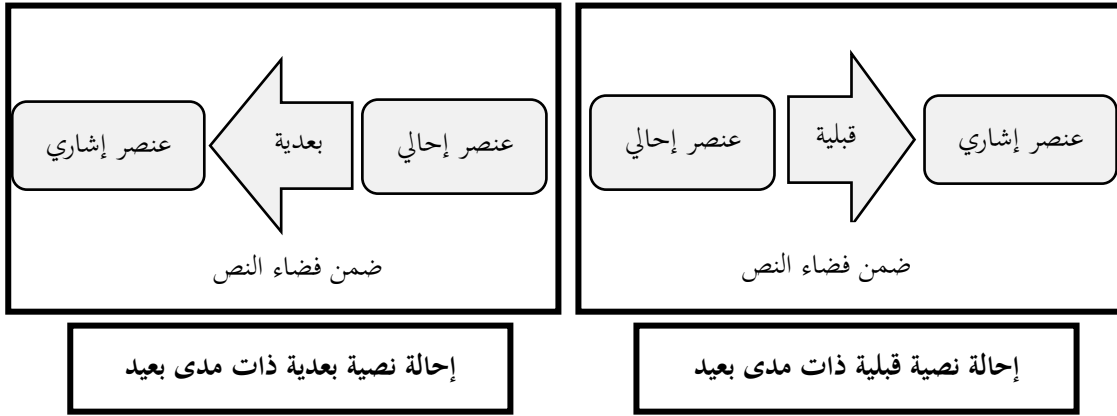 عنصر إشاري
قبلية
عنصر إحالي
ضمن فضاء النص
إحالة نصية قبلية ذات مدى بعيد
عنصر إحالي
بعدية
عنصر إشاري
ضمن فضاء النص
إحالة نصية بعدية ذات مدى بعيد